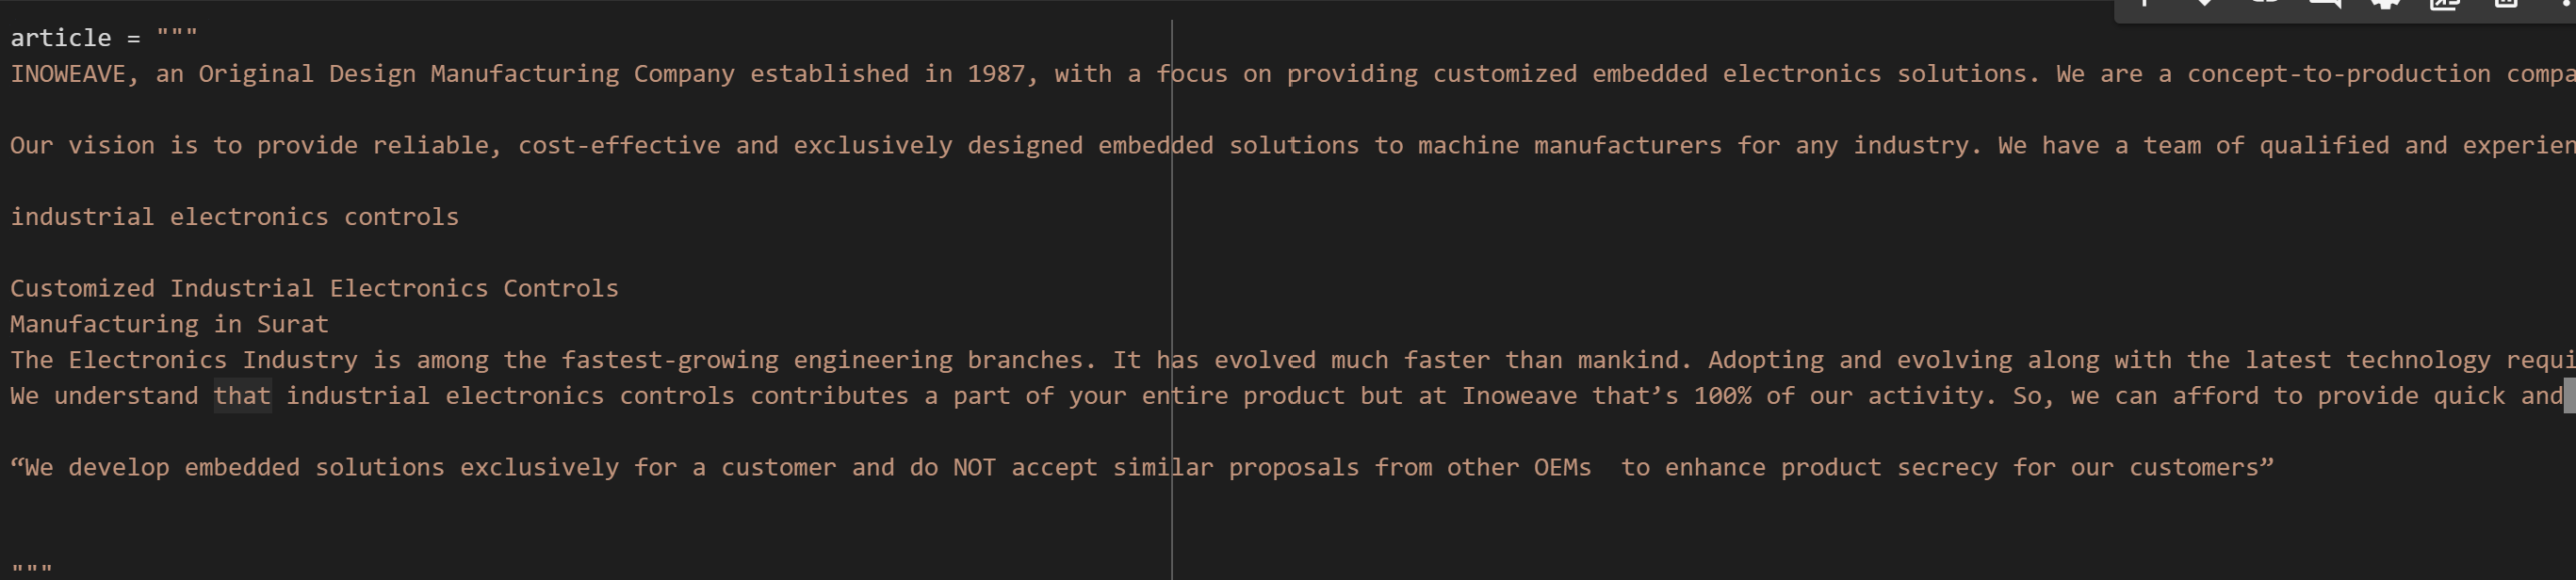 article = """
INOWEAVE, an Original Design Manufacturing Company established in 1987, with a focus on providing customized embedded electronics solutions. We are a concept-to-production
Our vision is to provide reliable, cost-effective and exclusively designed embedded solutions to machine manufacturers for any industry. We have a team of qualified and
industrial electronics controls
Customized Industrial Electronics Controls
Manufacturing in Surat
The Electronics Industry is among the fastest-growing engineering branches. It has evolved much faster than mankind. Adopting and evolving along with the latest technology
We understand that industrial electronics controls contributes a part of your entire product but at Inoweave that’s 100% of our activity. So, we can afford to provide quick and
“We develop embedded solutions exclusively for a customer and do NOT accept similar proposals from other OEMs  to enhance product secrecy for our customers”
"""